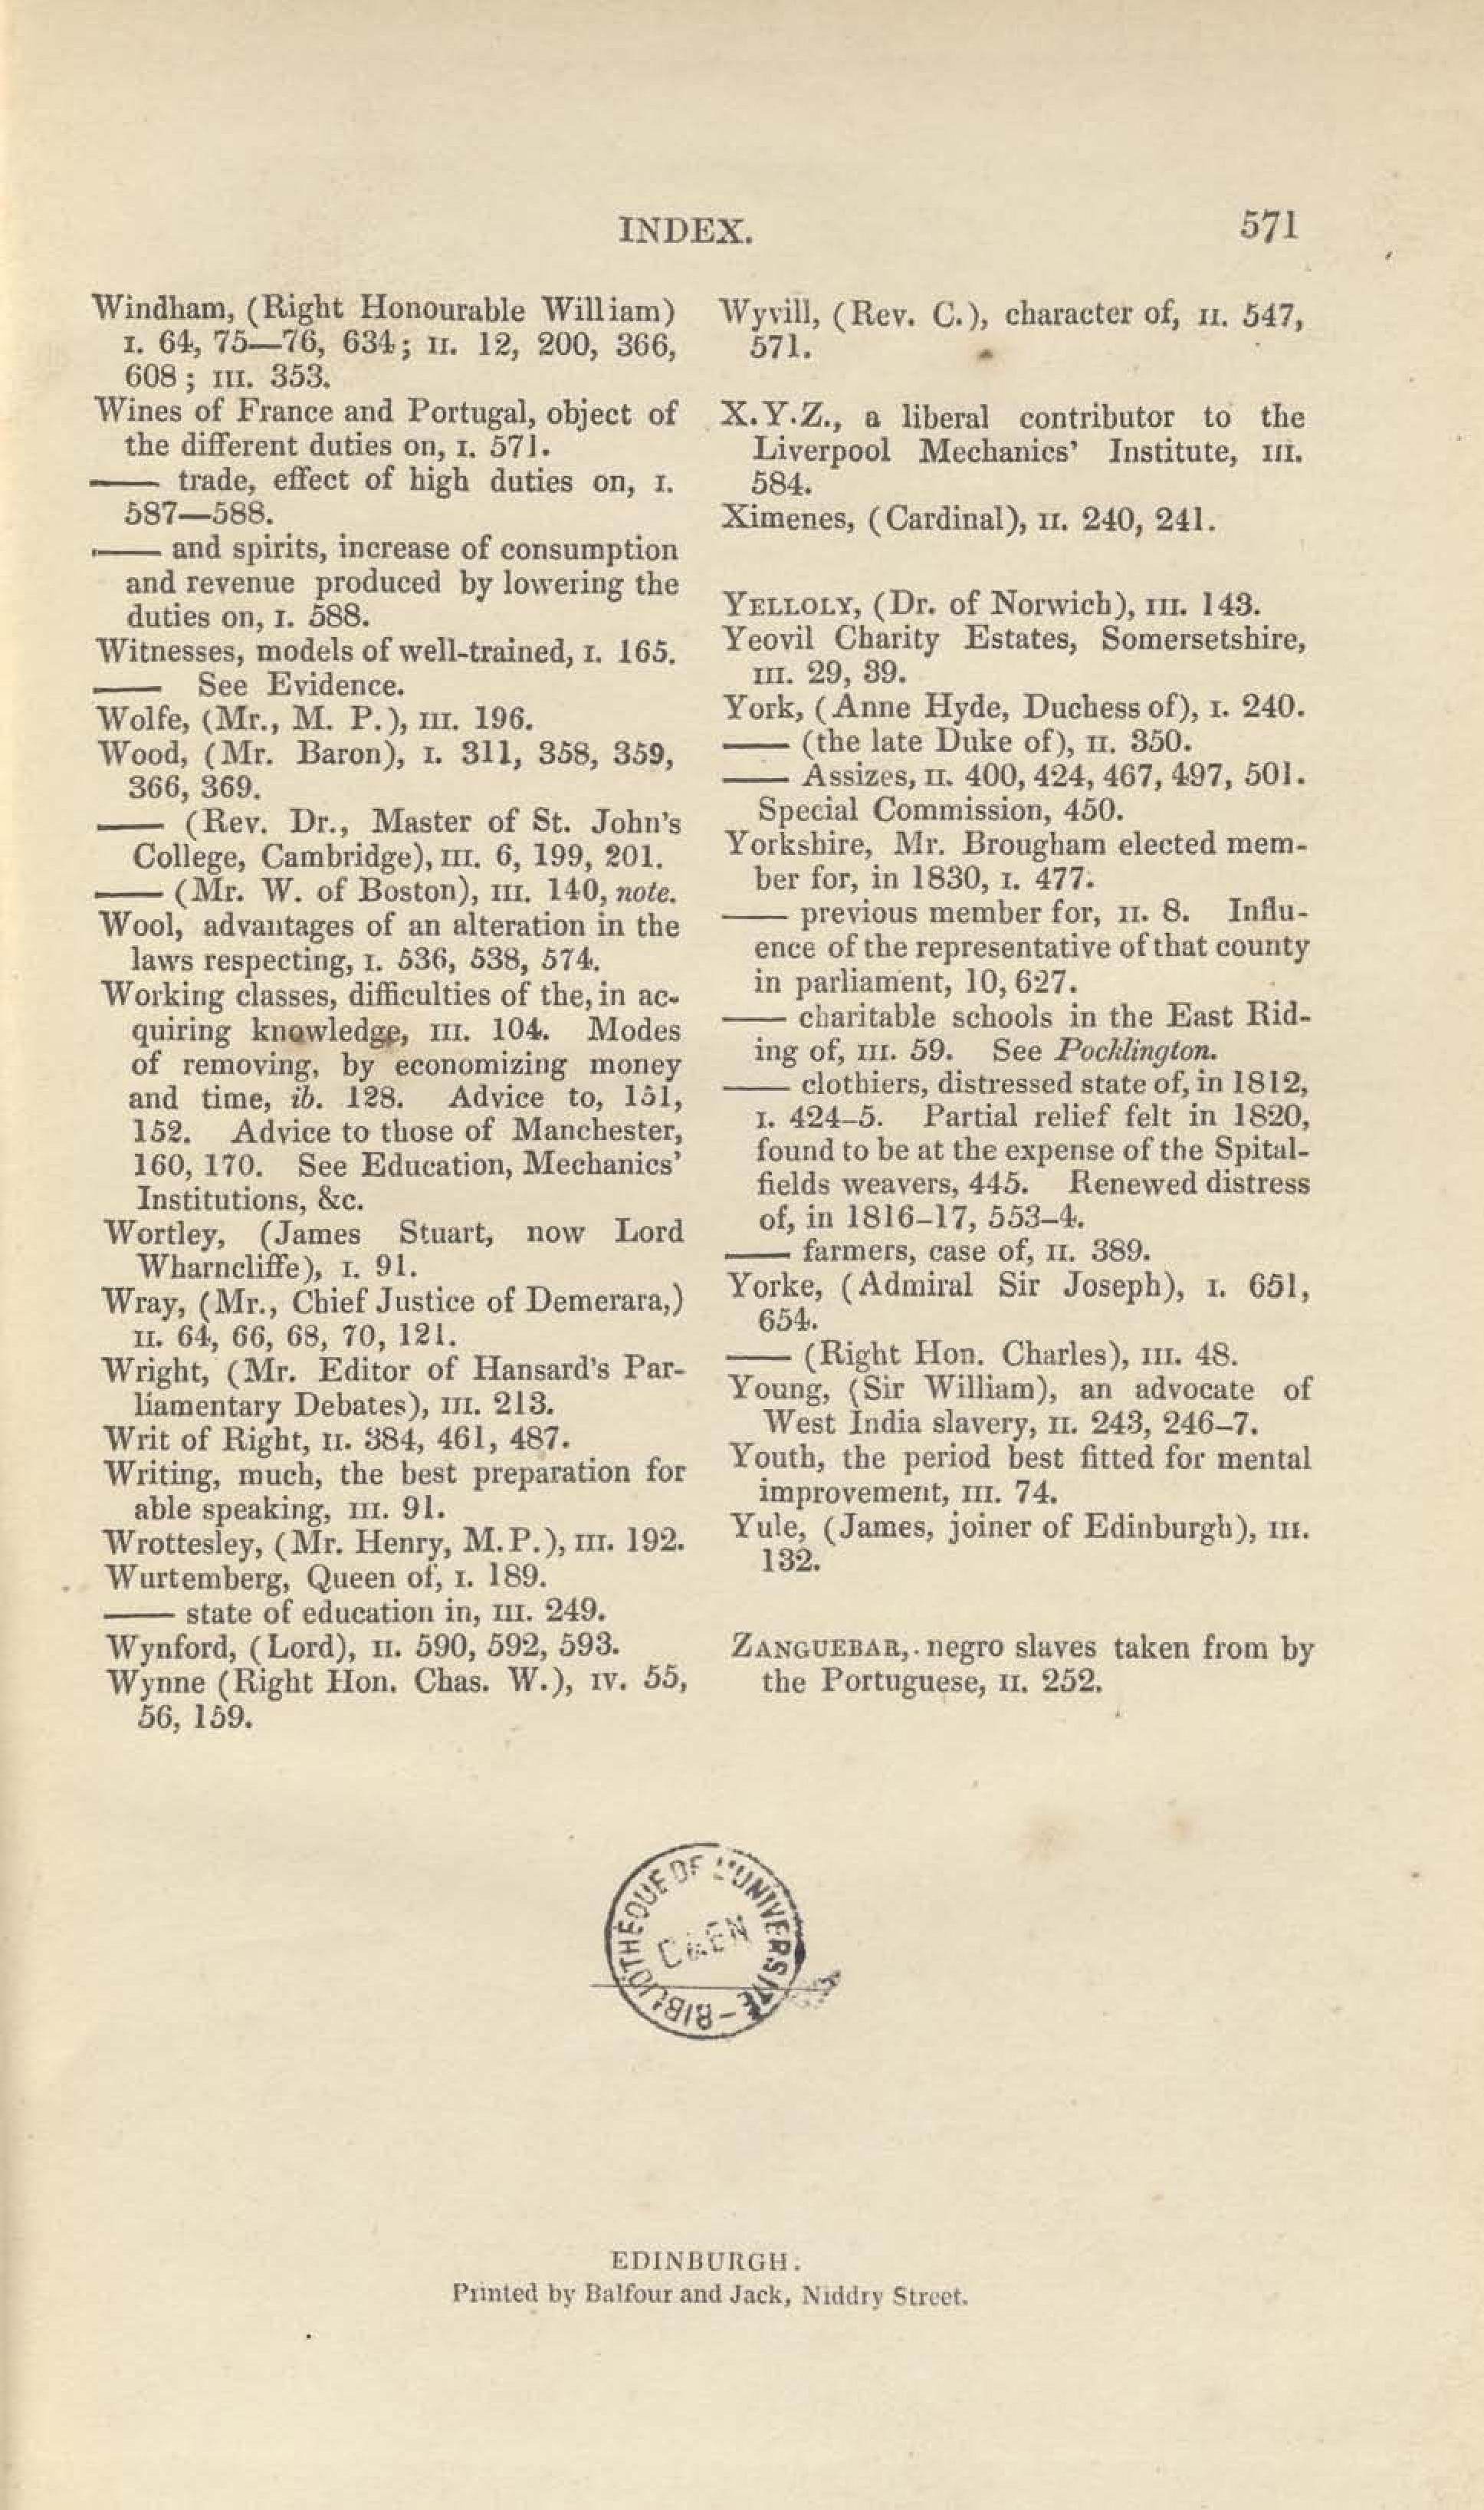 INDEX.
571
Windham, (Right Honourable William)
I. 64, 75—76, 634; II. 12, 200, 366,
608; III. 353.
Wines of France and Portugal, object of
the different duties on, I. 571.
—— trade, effect of high duties on, I.
587—588.
—— and spirits, increase of consumption
and revenue produced by lowering the
duties on, I. 588.
Witnesses, models of well-trained, I. 165.
—— See Evidence.
Wolfe, (Mr., M. P.), III. 196.
Wood, (Mr. Baron), I. 311, 358, 359,
366, 369.
—— (Rev. Dr., Master of St. John's
College, Cambridge), III. 6, 199, 201.
—— (Mr. W. of Boston), III. 140, note.
Wool, advantages of an alteration in the
laws respecting, I. 536, 538, 574.
Working classes, difficulties of the, in ac-
quiring knowledge, III. 104. Modes
of removing, by economizing money
and time, ib. 128. Advice to, 151,
152. Advice to those of Manchester,
160, 170. See Education, Mechanics'
Institutions, &c.
Wortley, (James Stuart, now Lord
Wharncliffe), I. 91.
Wray, (Mr., Chief Justice of Demerara,)
II. 64, 66, 68, 70, 121.
Wright, (Mr. Editor of Hansard's Par-
liamentary Debates), III. 213.
Writ of Right, II. 384, 461, 487.
Writing, much, the best preparation for
able speaking, III. 91.
Wrottesley, (Mr. Henry, M.P.), III. 192.
Wurtemberg, Queen of, I. 189.
—— state of education in, III. 249.
Wynford, (Lord), II. 590, 592, 593.
Wynne (Right Hon. Chas. W.), IV. 55,
56, 159.
Wyvill, (Rev. C.), character of, II. 547,
571.
X.Y.Z., a liberal contributor to the
Liverpool Mechanics' Institute, III.
584.
Ximenes, (Cardinal), II. 240, 241.
YELLOLY, (Dr. of Norwich), III. 143.
Yeovil Charity Estates, Somersetshire,
III. 29, 39.
York, (Anne Hyde, Duchess of), I. 240.
—— (the late Duke of), II. 350.
—— Assizes, II. 400, 424, 467, 497, 501.
Special Commission, 450.
Yorkshire, Mr. Brougham elected mem-
ber for, in 1830, I. 477.
—— previous member for, II. 8. Influ-
ence of the representative of that county
in parliament, 10, 627.
—— charitable schools in the East Rid-
ing of, III. 59. See Pocklington.
—— clothiers, distressed state of, in 1812,
I. 424-5. Partial relief felt in 1820,
found to be at the expense of the Spital-
fields weavers, 445. Renewed distress
of, in 1816-17, 553-4.
—— farmers, case of, II. 389.
Yorke, (Admiral Sir Joseph), I. 651,
654.
—— (Right Hon. Charles), III. 48.
Young, (Sir William), an advocate of
West India slavery, II. 243, 246-7.
Youth, the period best fitted for mental
improvement, III. 74.
Yule, (James, joiner of Edinburgh), III.
132.
ZANGUEBAR, negro slaves taken from by
the Portuguese, II. 252.
BIBLIOTHÈQUE DE L'UNIVERSITÉ -
CAEN
EDINBURGH.
Printed by Balfour and Jack, Niddry Street.